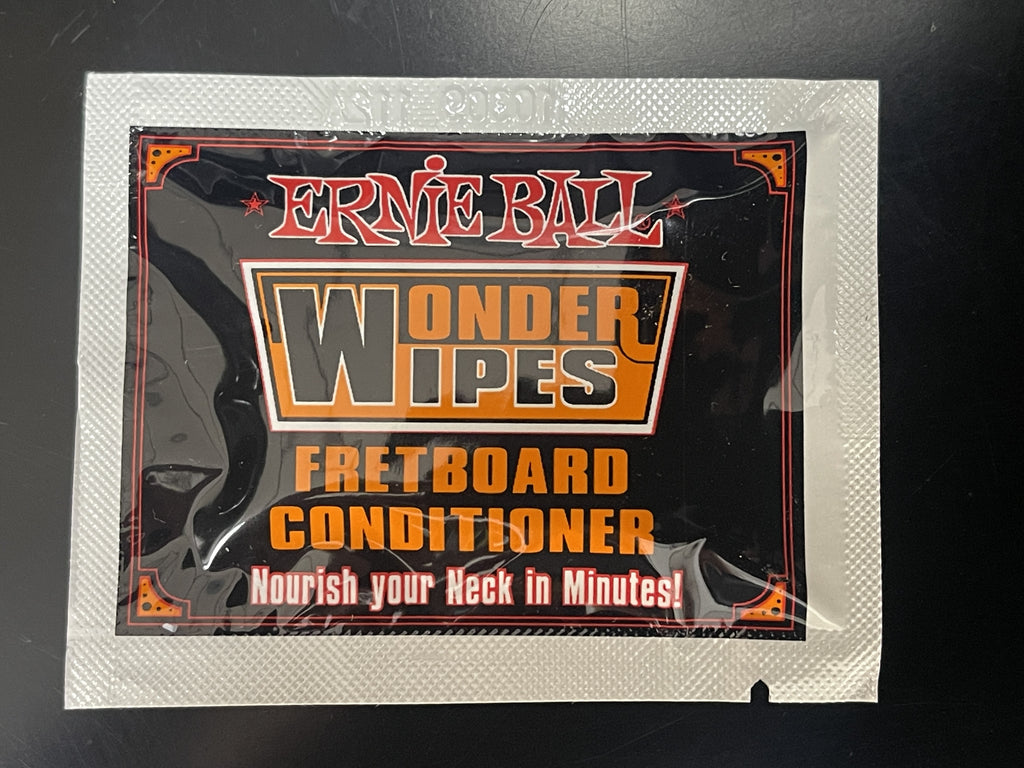 ERNIE BALL®
WONDER
WIPES
FRETBOARD
CONDITIONER
Nourish your Neck in Minutes!